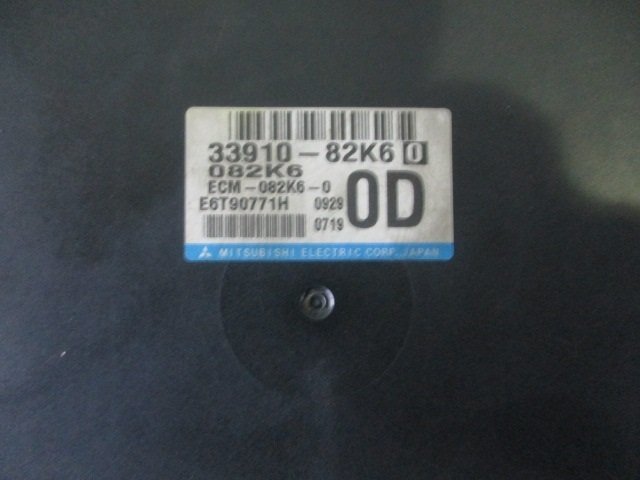 33910-82K6 0
082K6
ECM-082K6-0
E6T90771H 0929
0D
0719
MITSUBISHI ELECTRIC CORP. JAPAN